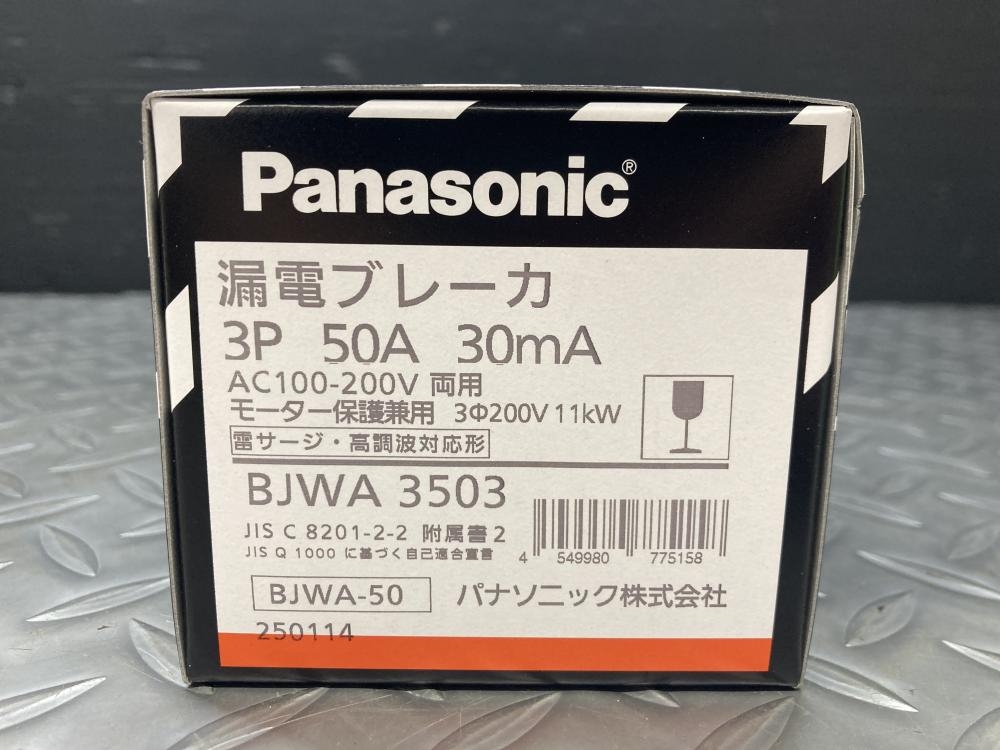 Panasonic®
漏電ブレーカ
3P 50A 30mA
AC100-200V 両用
モーター保護兼用 3Φ200V 11kW
雷サージ・高調波対応形
BJWA 3503
JIS C 8201-2-2 附属書2
JIS Q 1000 に基づく自己適合宣言
4 549980 775158
BJWA-50 パナソニック株式会社
250114